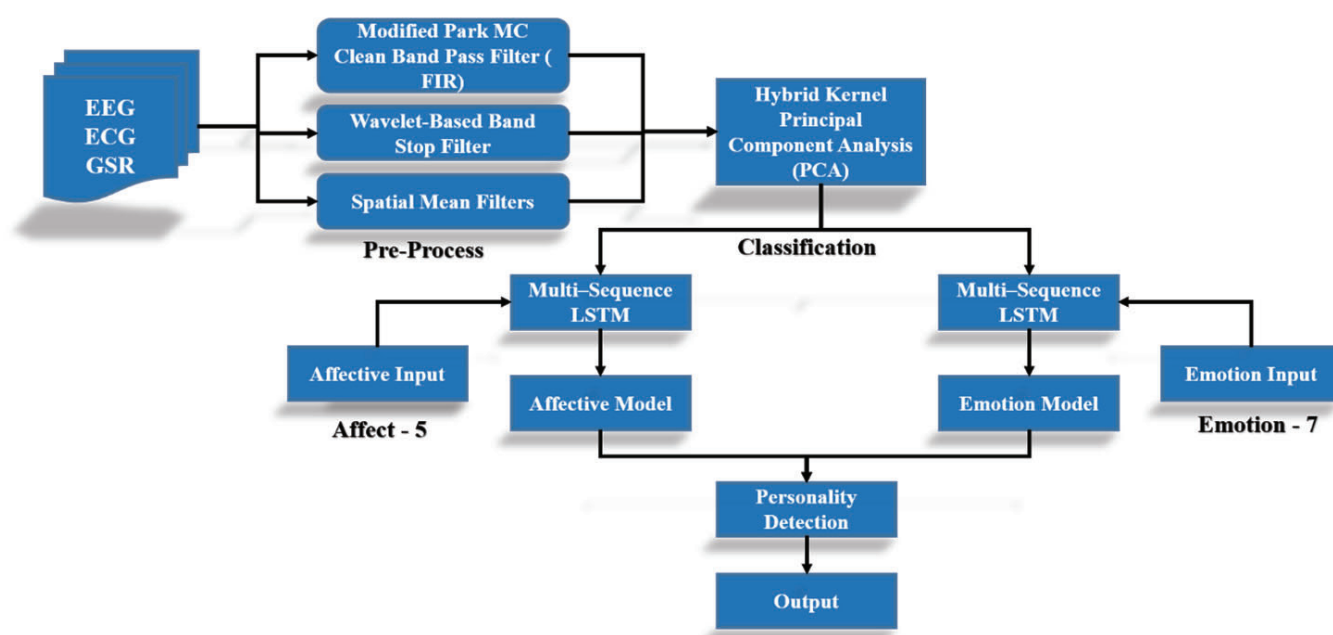 EEG
ECG
GSR
Modified Park MC
Clean Band Pass Filter (
FIR)
Wavelet-Based Band
Stop Filter
Spatial Mean Filters
Pre-Process
Hybrid Kernel
Principal
Component Analysis
(PCA)
Classification
Multi–Sequence
LSTM
Multi–Sequence
LSTM
Affective Input
Affect - 5
Affective Model
Emotion Model
Emotion Input
Emotion - 7
Personality
Detection
Output